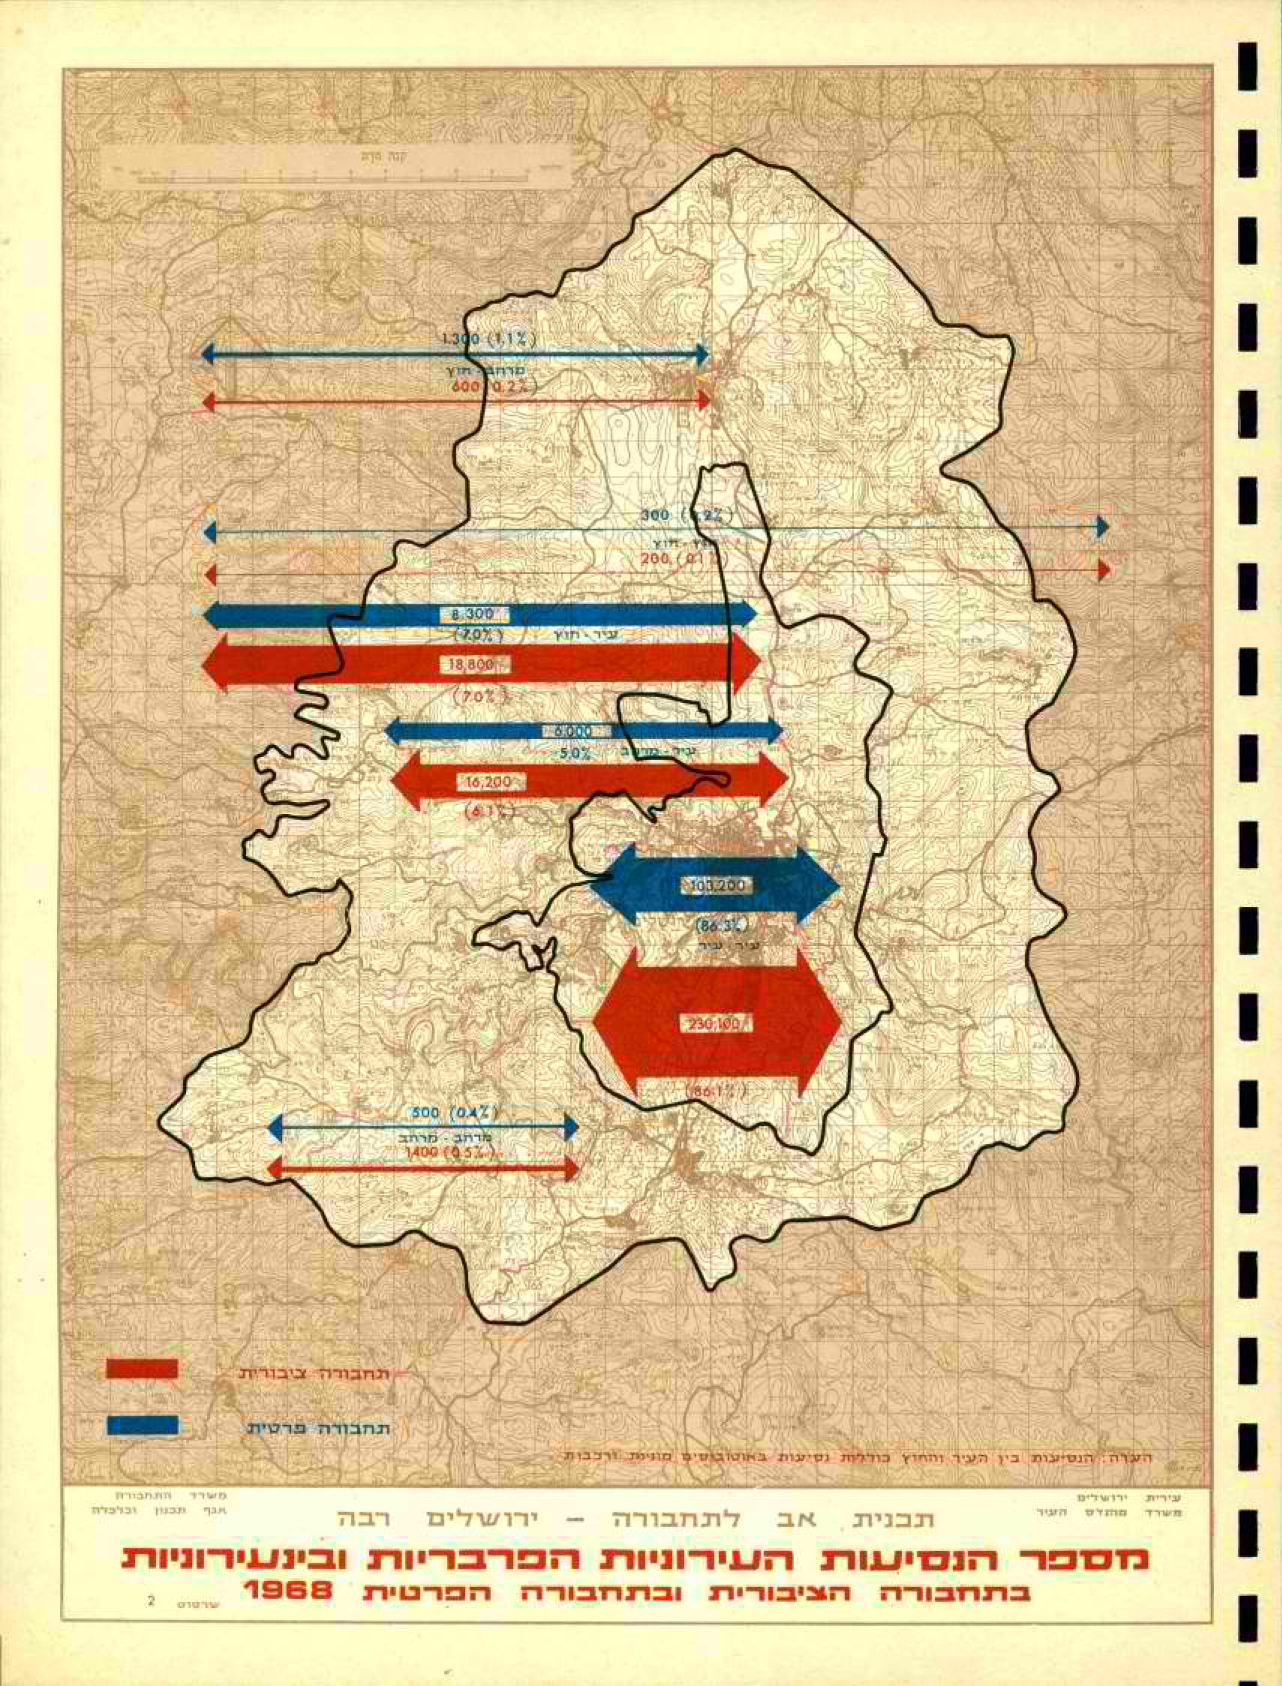 קנה מידה
1.300 (1,1%)
מרחב - חוץ
600 (0.2%)
300 (0,2%)
חוץ - חוץ
200 (0.1%)
8.300
(7.0%) עיר - חוץ
18,800
(7.0%)
6.000
5.0% עיר - מרחב
16,200
(6.1%)
103,200
(86.3%)
עיר - עיר
230,100
(86.1%)
500 (0.4%)
מרחב - מרחב
1400 (0.5%)
תחבורה ציבורית
תחבורה פרטית
הערה: הנסיעות בין העיר והחוץ כוללות נסיעות באוטובוסים מוניות ורכבות
עירית ירושלים
משרד מהנדס העיר
משרד התחבורה
אגף תכנון וכלכלה
תכנית אב לתחבורה – ירושלים רבה
מספר הנסיעות העירוניות הפרבריות ובינעירוניות
בתחבורה הציבורית ובתחבורה הפרטית 1968
שרטוט 2